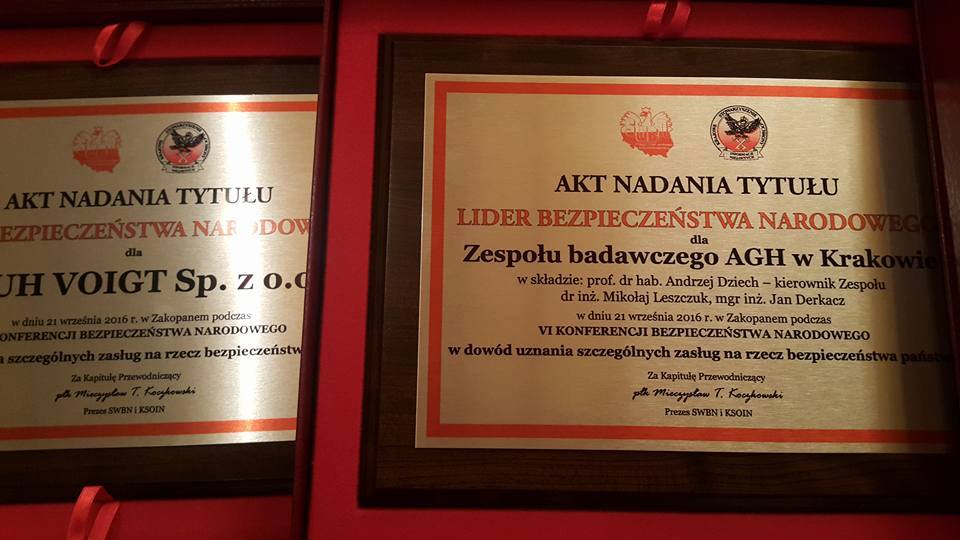 AKT NADANIA TYTUŁU
EZPIECZEŃSTWA NARODOW
dla
UH VOIGT Sp. z o.o
w dniu 21 września 2016 r. w Zakopanem podczas
KONFERENCJI BEZPIECZEŃSTWA NARODOWEGO
a szczególnych zasług na rzecz bezpieczeństw
Za Kapitułę Przewodniczący
płk Mieczysław T. Koczkowski
Prezes SWBN i KSOIN
AKT NADANIA TYTUŁU
LIDER BEZPIECZEŃSTWA NARODOWEGO
dla
Zespołu badawczego AGH w Krakowie
w składzie: prof. dr hab. Andrzej Dziech – kierownik Zespołu
dr inż. Mikołaj Leszczuk, mgr inż. Jan Derkacz
w dniu 21 września 2016 r. w Zakopanem podczas
VI KONFERENCJI BEZPIECZEŃSTWA NARODOWEGO
w dowód uznania szczególnych zasług na rzecz bezpieczeństwa państw
Za Kapitułę Przewodniczący
płk Mieczysław T. Koczkowski
Prezes SWBN i KSOIN